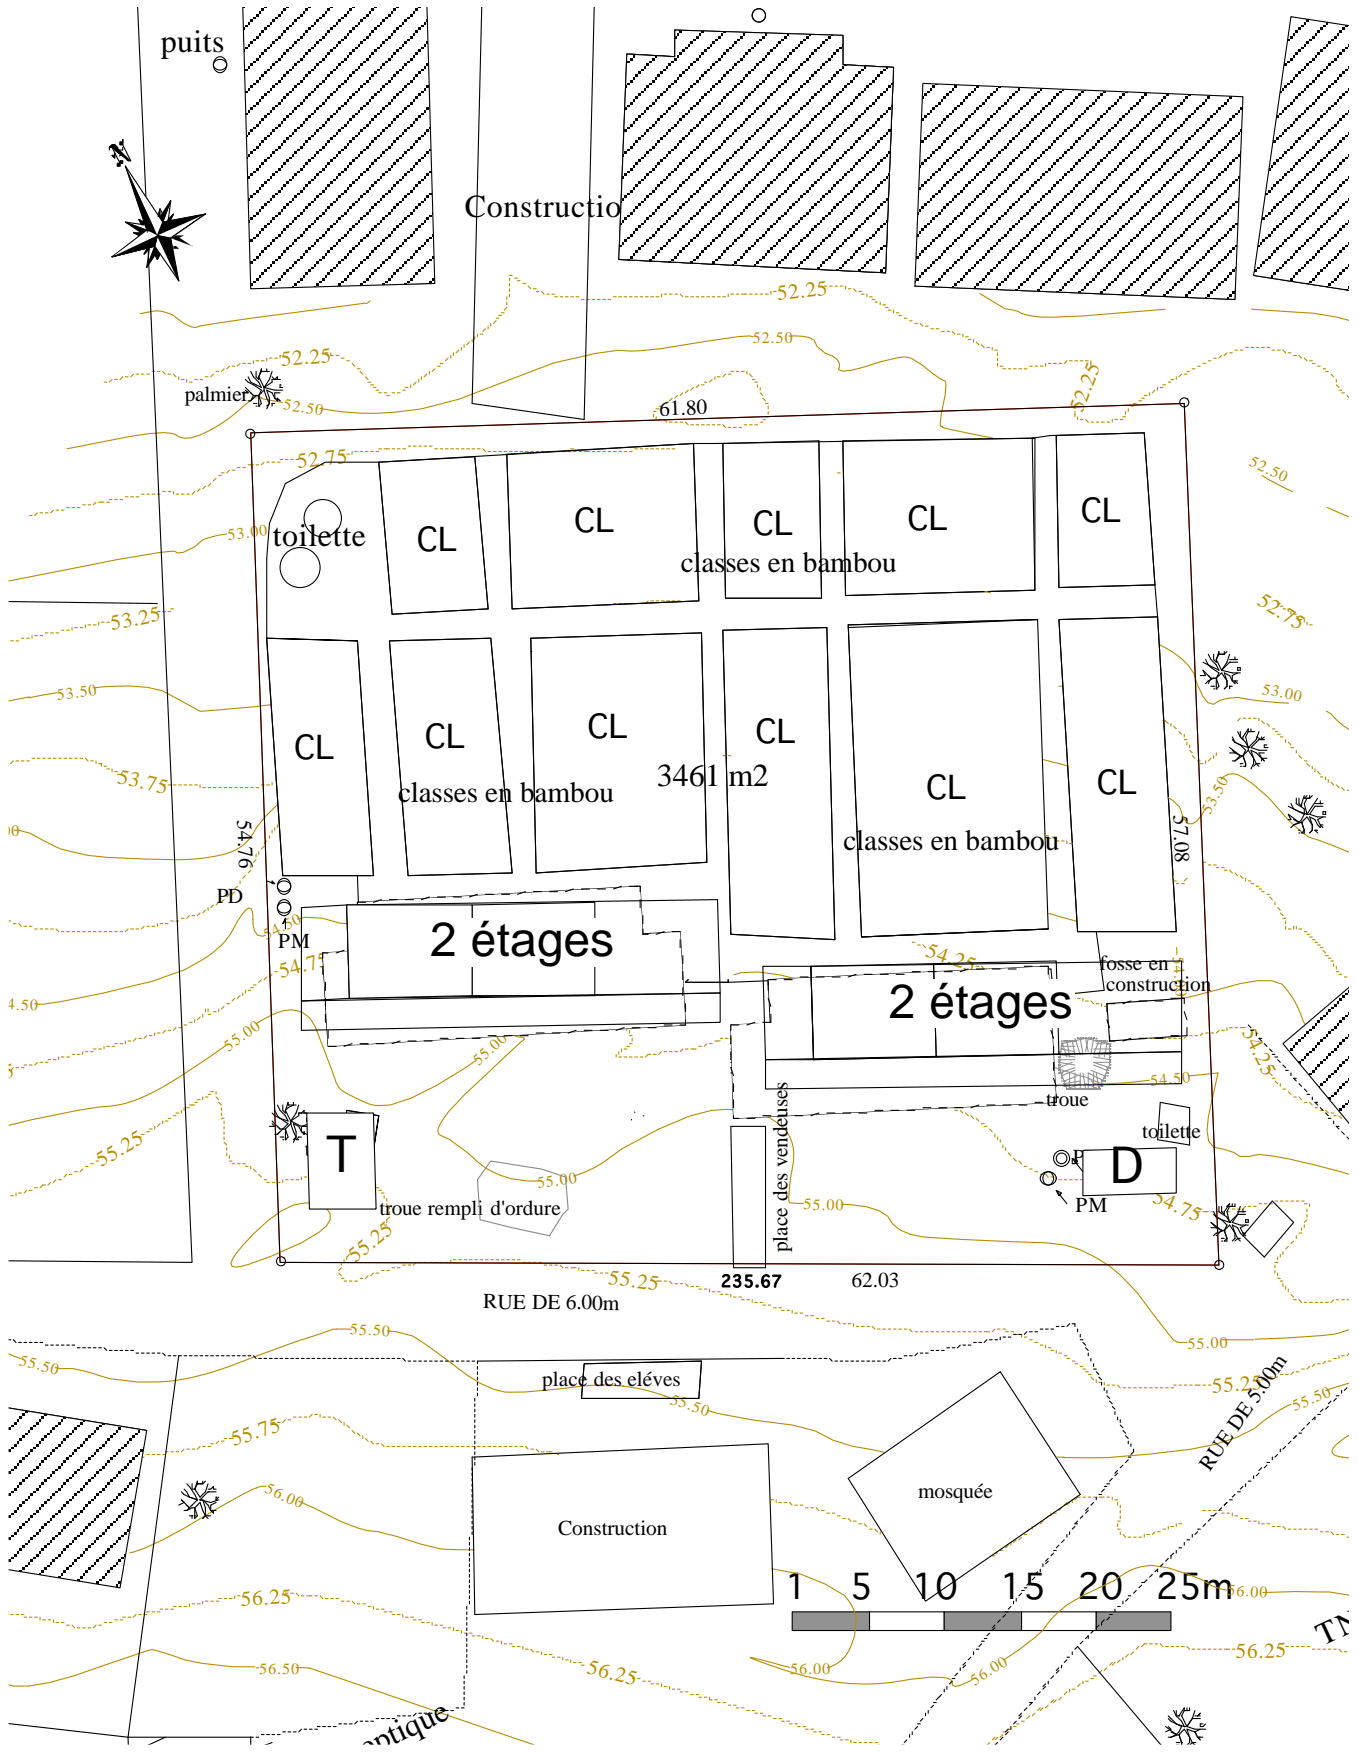 puits
N
Constructio
52.25
52.25
52.50
52.25
palmier
52.50
61.80
52.75
52.50
CL
CL
CL
CL
CL
53.00
toilette
classes en bambou
53.25
52.75
53.50
53.00
CL
CL
CL
CL
CL
CL
53.75
classes en bambou
3461 m2
53.50
classes en bambou
54.76
57.08
PD
PM
54.50
54.75
2 étages
54.25
fosse en
construction
4.50
2 étages
55.00
55.00
54.25
54.50
troue
place des vendeuses
toilette
55.25
T
D
PM
55.00
55.00
54.75
troue rempli d'ordure
55.25
55.25
235.67
62.03
RUE DE 6.00m
55.50
55.00
55.50
place des eléves
55.50
55.25
55.50
RUE DE 5.00m
55.75
56.00
mosquée
Construction
1 5 10 15 20 25m
56.25
56.00
56.50
56.25
56.00
56.00
56.25
TN
optique